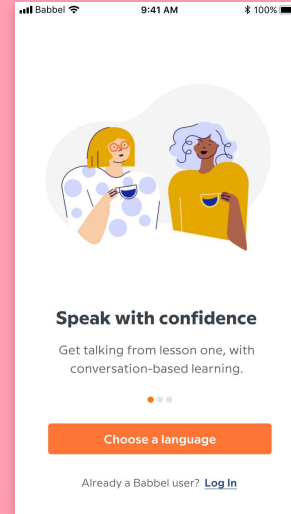 Babbel 9:41 AM 100%
Speak with confidence
Get talking from lesson one, with
conversation-based learning.
Choose a language
Already a Babbel user? Log In